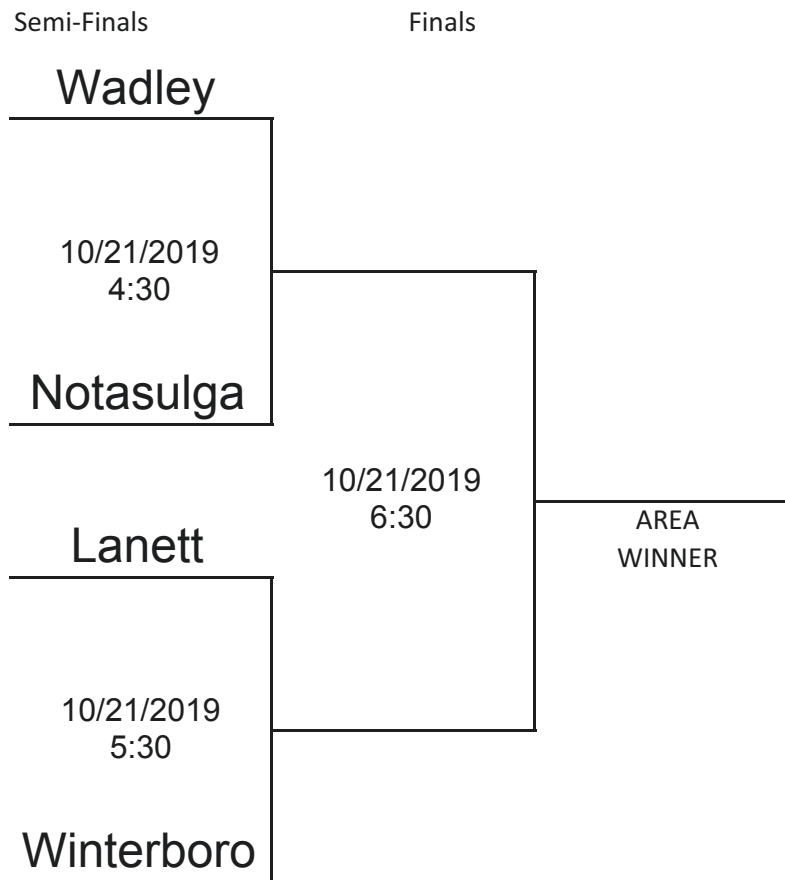 Semi-Finals
Finals
Wadley
10/21/2019
4:30
Notasulga
10/21/2019
6:30
AREA
WINNER
Lanett
10/21/2019
5:30
Winterboro